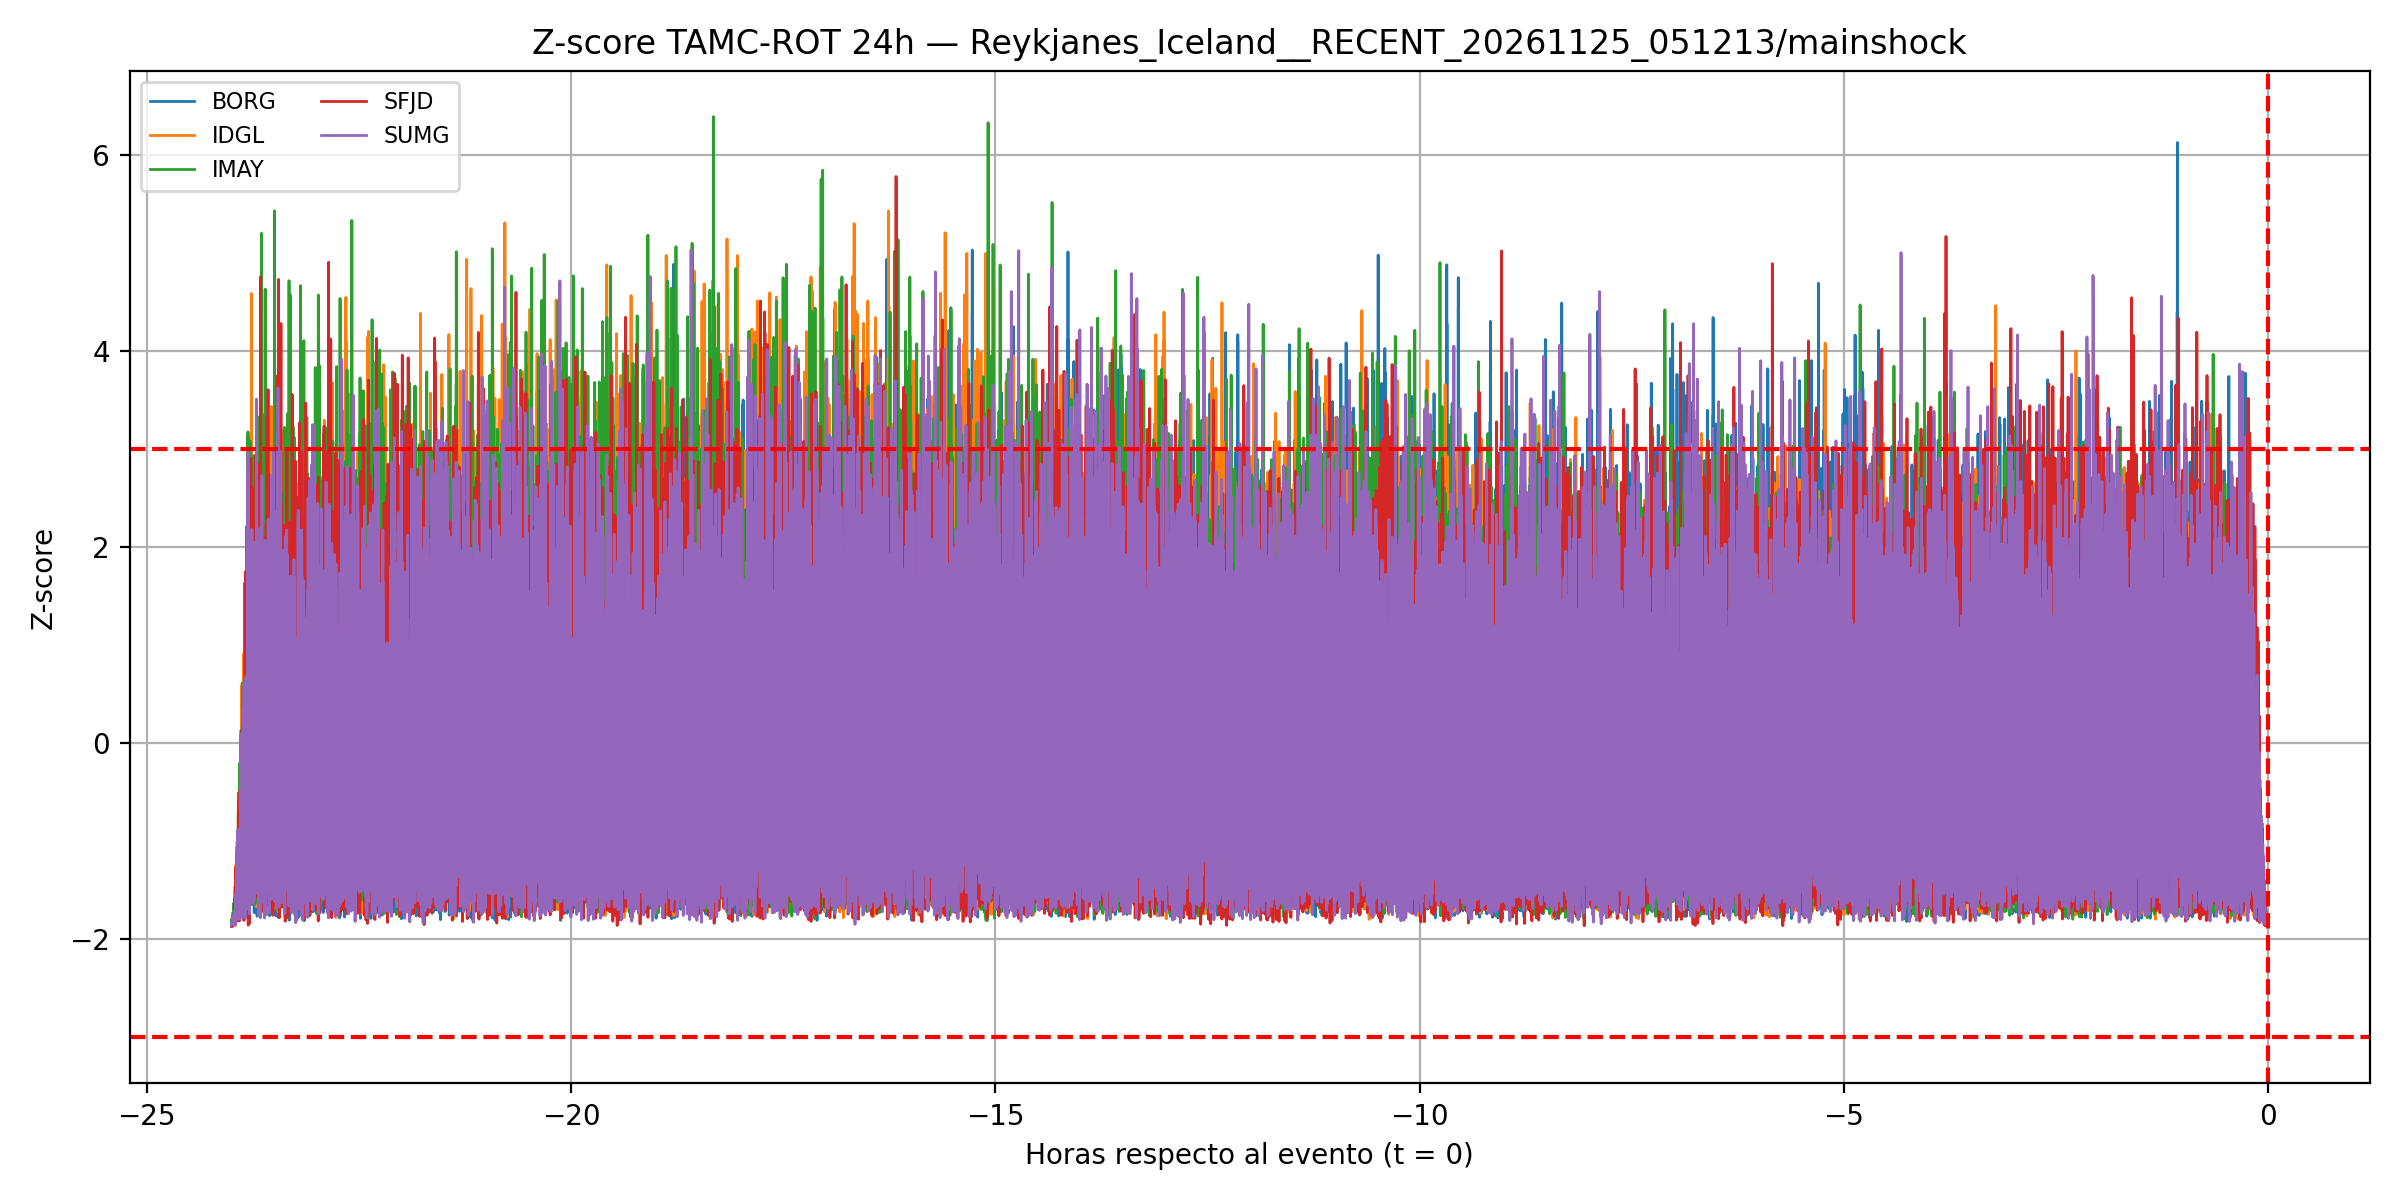 Z-score TAMC-ROT 24h — Reykjanes_Iceland__RECENT_20261125_051213/mainshock
BORG
IDGL
IMAY
SFJD
SUMG
Z-score
6
4
2
0
−2
−25
−20
−15
−10
−5
0
Horas respecto al evento (t = 0)